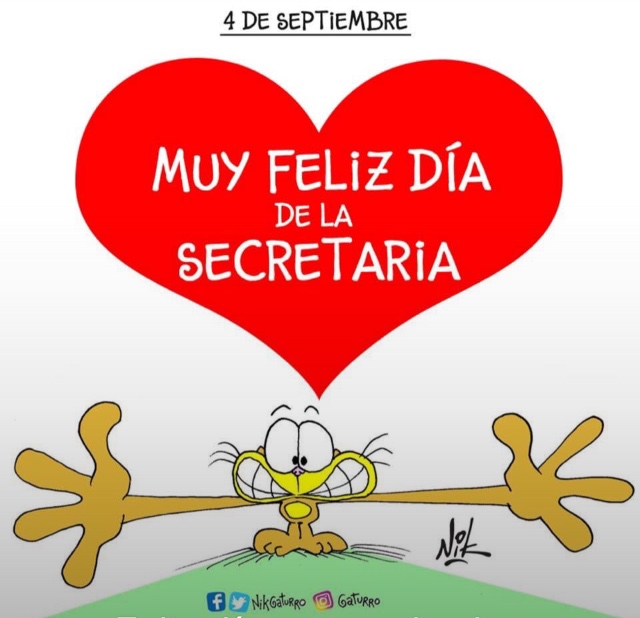 4 DE SEPTIEMBRE
MUY FELIZ DÍA
DE LA
SECRETARIA
Nik
NikGaturro Gaturro